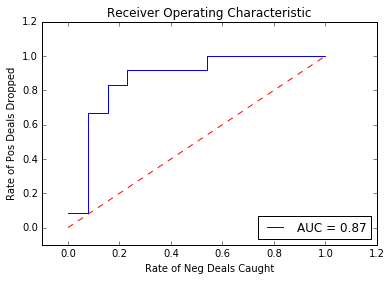 Receiver Operating Characteristic
Rate of Pos Deals Dropped
1.2
1.0
0.8
0.6
0.4
0.2
0.0
AUC = 0.87
0.0 0.2 0.4 0.6 0.8 1.0 1.2
Rate of Neg Deals Caught